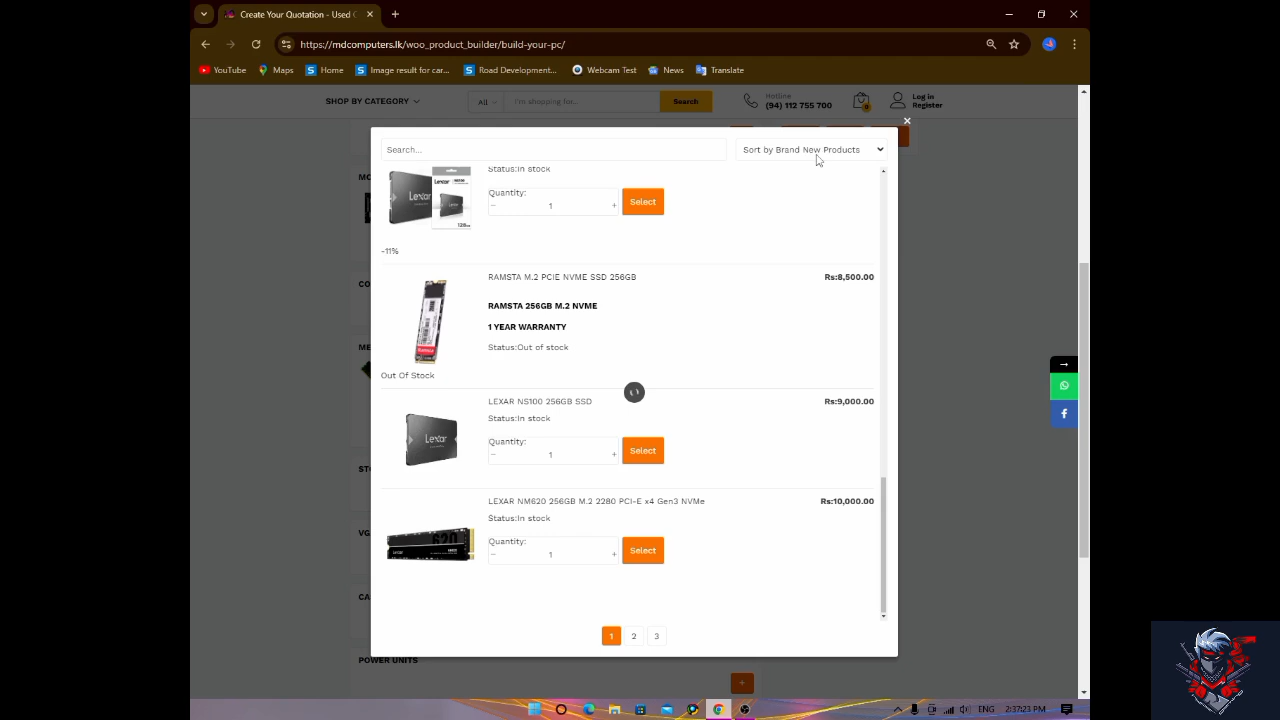 Create Your Quotation - Used
https://mdcomputers.lk/woo_product_builder/build-your-pc/
YouTube Maps Home Image result for car... Road Development... Webcam Test News Translate
SHOP BY CATEGORY All I'm shopping for... Search Hotline (94) 112 755 700 0 Log in Register
Search... Sort by Brand New Products
Status:In stock
Quantity:
− 1 + Select
Lexar
-11%
RAMSTA M.2 PCIE NVME SSD 256GB Rs:8,500.00
RAMSTA 256GB M.2 NVME
1 YEAR WARRANTY
Status:Out of stock
Out Of Stock
LEXAR NS100 256GB SSD Rs:9,000.00
Status:In stock
Quantity:
− 1 + Select
Lexar
LEXAR NM620 256GB M.2 2280 PCI-E x4 Gen3 NVMe Rs:10,000.00
Status:In stock
Quantity:
− 1 + Select
620
1 2 3
POWER UNITS
+
ENG 2:37:21 PM